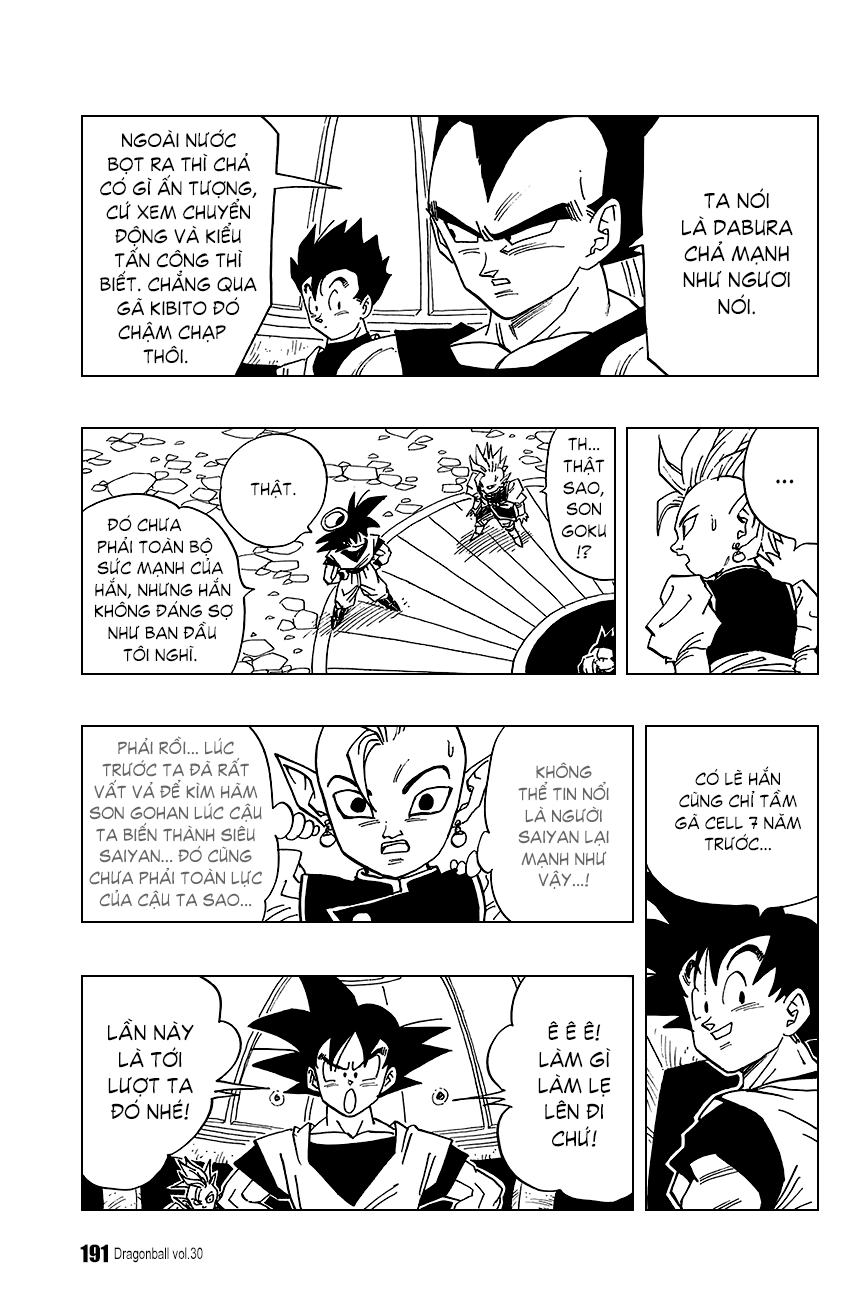 TA NÓI
LÀ DABURA
CHẢ MẠNH
NHƯ NGƯƠI
NÓI.
NGOÀI NƯỚC
BỌT RA THÌ CHẢ
CÓ GÌ ẤN TƯỢNG,
CỨ XEM CHUYỂN
ĐỘNG VÀ KIỂU
TẤN CÔNG THÌ
BIẾT. CHẲNG QUA
GÃ KIBITO ĐÓ
CHẬM CHẠP
THÔI.
...
TH...
THẬT
SAO,
SON
GOKU
!?
THẬT.
ĐÓ CHƯA
PHẢI TOÀN BỘ
SỨC MẠNH CỦA
HẮN, NHƯNG HẮN
KHÔNG ĐÁNG SỢ
NHƯ BAN ĐẦU
TÔI NGHĨ.
CÓ LẼ HẮN
CŨNG CHỈ TẦM
GÃ CELL 7 NĂM
TRƯỚC...
KHÔNG
THỂ TIN NỔI
LÀ NGƯỜI
SAIYAN LẠI
MẠNH NHƯ
VẬY...!
PHẢI RỒI... LÚC
TRƯỚC TA ĐÃ RẤT
VẤT VẢ ĐỂ KÌM HÃM
SON GOHAN LÚC CẬU
TA BIẾN THÀNH SIÊU
SAIYAN... ĐÓ CŨNG
CHƯA PHẢI TOÀN LỰC
CỦA CẬU TA SAO...
Ê Ê Ê!
LÀM GÌ
LÀM LẸ
LÊN ĐI
CHỨ!
LẦN NÀY
LÀ TỚI
LƯỢT TA
ĐÓ NHÉ!
191 Dragonball vol.30